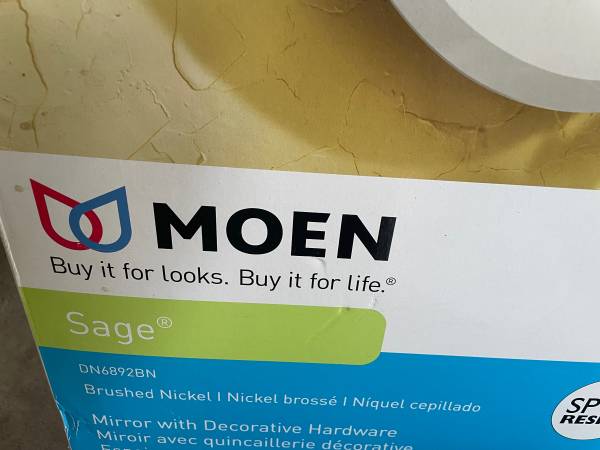 MOEN
Buy it for looks. Buy it for life.®
Sage®
DN6892BN
Brushed Nickel | Nickel brossé | Níquel cepillado
Mirror with Decorative Hardware
Miroir avec quincaillerie décorative